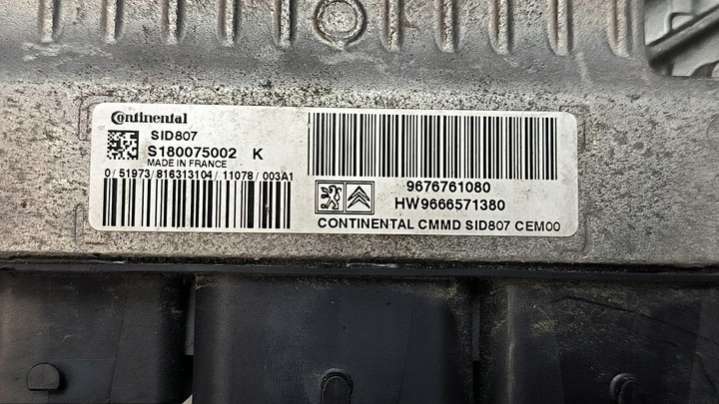 Continental
SID807
S180075002 K
MADE IN FRANCE
0/51973/816313104/11078/003A1
9676761080
HW9666571380
CONTINENTAL CMMD SID807 CEM00